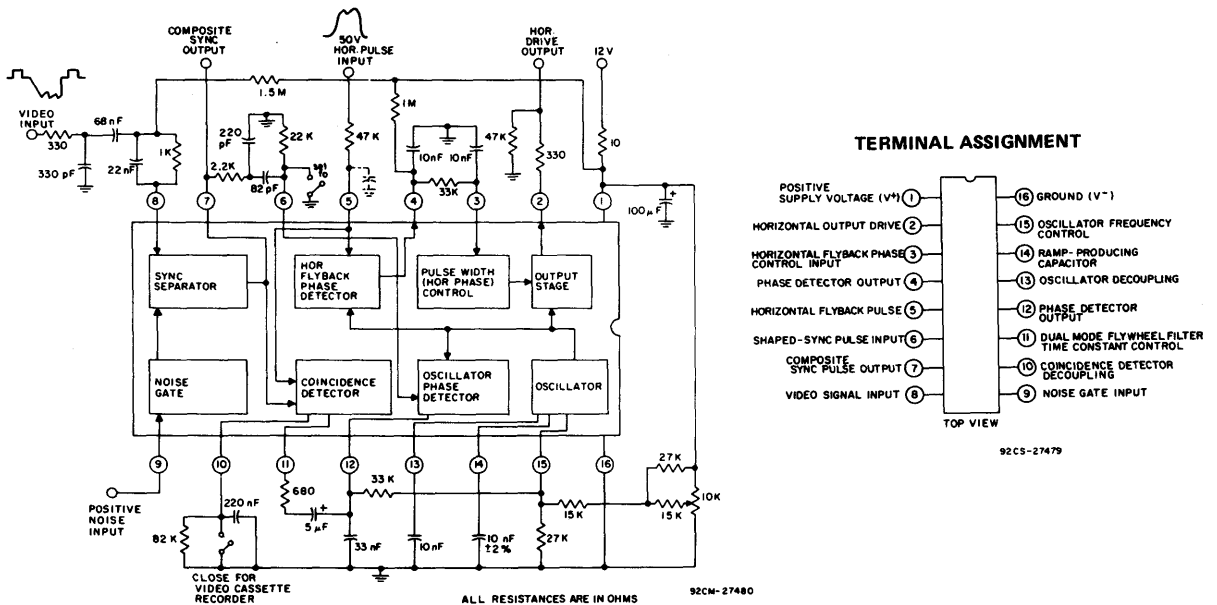 COMPOSITE
SYNC
OUTPUT
50V
HOR. PULSE
INPUT
HOR.
DRIVE
OUTPUT
12 V
VIDEO
INPUT
68 nF
1.5 M
1M
330
330 pF
22 nF
1K
220
pF
22 K
2.2K
82 pF
47 K
10nF
10nF
33K
47K
330
10
100 µF
+
8
7
6
5
4
3
2
1
SYNC
SEPARATOR
HOR
FLYBACK
PHASE
DETECTOR
PULSE WIDTH
(HOR PHASE)
CONTROL
OUTPUT
STAGE
NOISE
GATE
COINCIDENCE
DETECTOR
OSCILLATOR
PHASE
DETECTOR
OSCILLATOR
9
10
11
12
13
14
15
16
POSITIVE
NOISE
INPUT
82 K
220 nF
680
+
5 µF
33 K
33 nF
10nF
10 nF
±2%
27 K
15 K
27K
15 K
10K
CLOSE FOR
VIDEO CASSETTE
RECORDER
ALL RESISTANCES ARE IN OHMS
92CM-27480
TERMINAL ASSIGNMENT
POSITIVE
SUPPLY VOLTAGE (V+) 1
HORIZONTAL OUTPUT DRIVE 2
HORIZONTAL FLYBACK PHASE
CONTROL INPUT 3
PHASE DETECTOR OUTPUT 4
HORIZONTAL FLYBACK PULSE 5
SHAPED-SYNC PULSE INPUT 6
COMPOSITE
SYNC PULSE OUTPUT 7
VIDEO SIGNAL INPUT 8
16 GROUND (V−)
15 OSCILLATOR FREQUENCY
CONTROL
14 RAMP-PRODUCING
CAPACITOR
13 OSCILLATOR DECOUPLING
12 PHASE DETECTOR
OUTPUT
11 DUAL MODE FLYWHEEL FILTER
TIME CONSTANT CONTROL
10 COINCIDENCE DETECTOR
DECOUPLING
9 NOISE GATE INPUT
TOP VIEW
92CS-27479